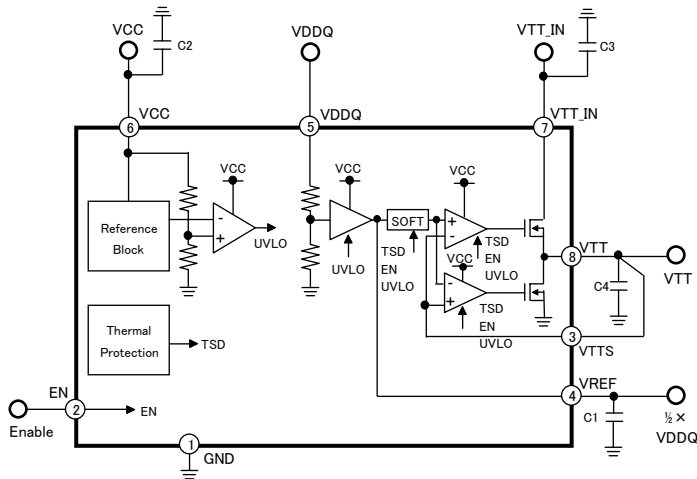 VCC
C2
VDDQ
VTT_IN
C3
6
VCC
5
VDDQ
7
VTT_IN
VCC
VCC
VCC
Reference
Block
-
+
UVLO
SOFT
UVLO
TSD
EN
UVLO
+
-
TSD
EN
UVLO
VCC
-
+
TSD
EN
UVLO
8
VTT
VTT
C4
Thermal
Protection
TSD
3
VTTS
EN
2
EN
Enable
4
VREF
C1
½ ×
VDDQ
1
GND